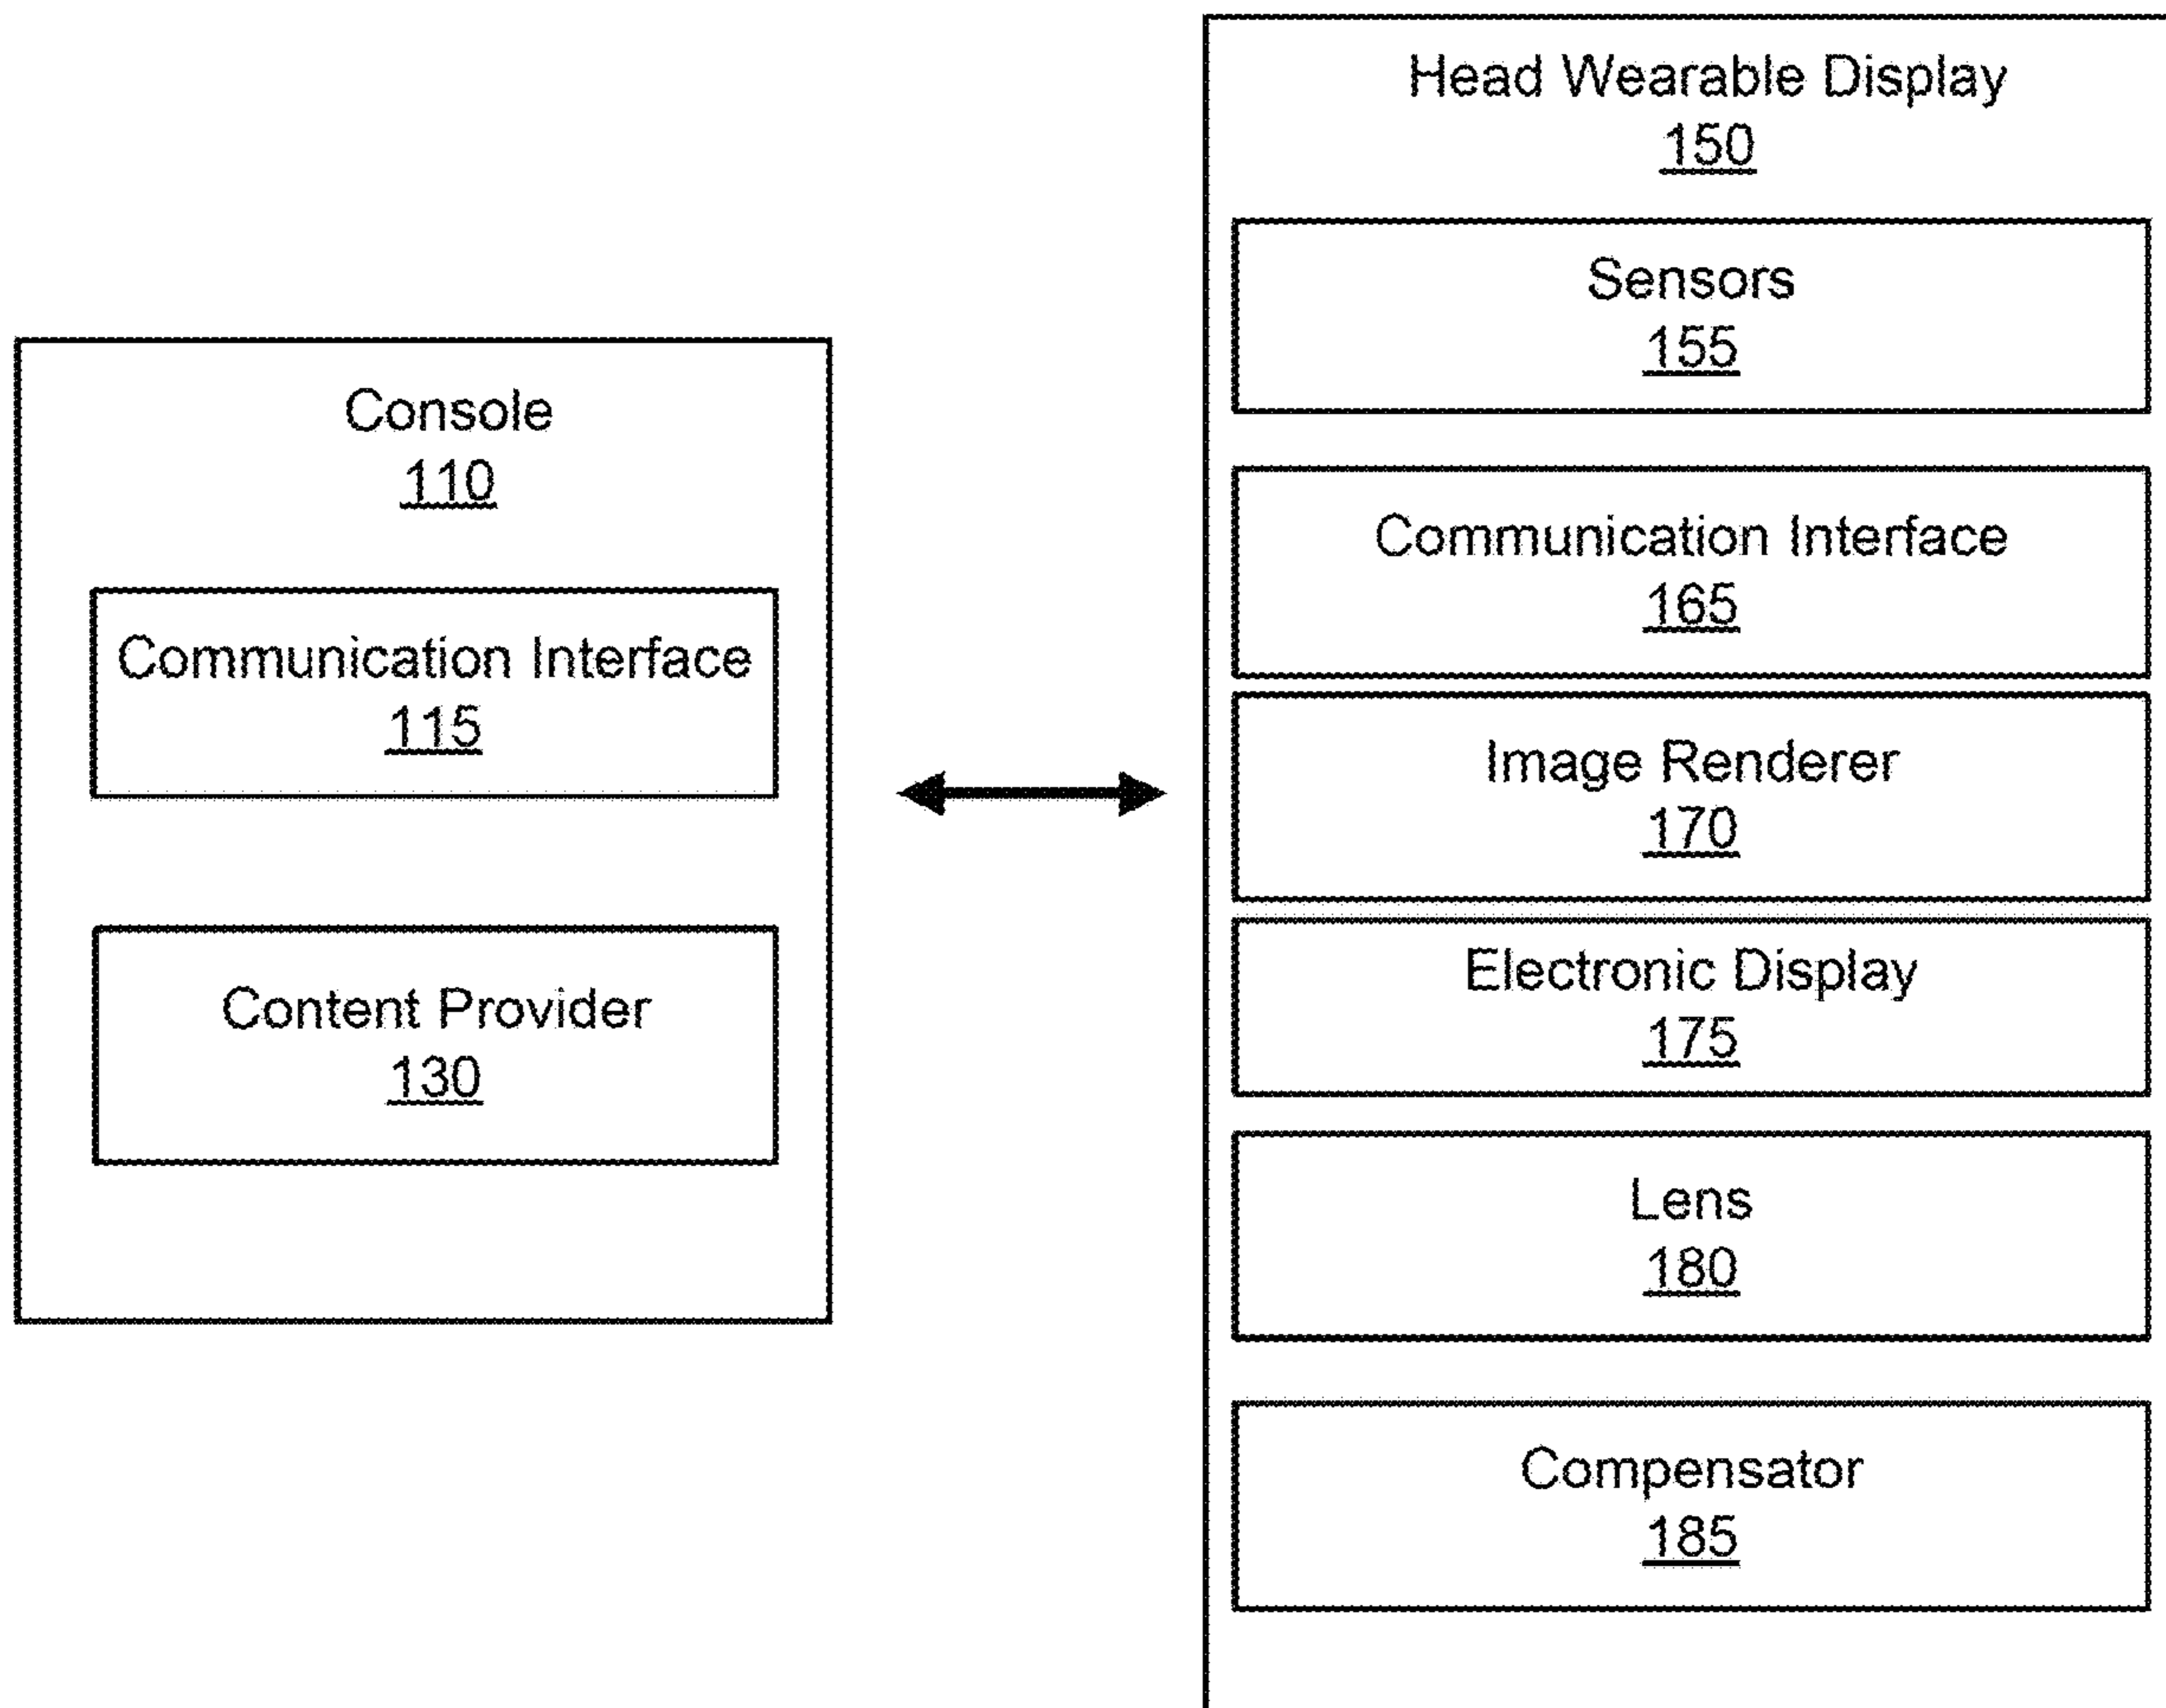 Console
110
Communication Interface
115
Content Provider
130
Head Wearable Display
150
Sensors
155
Communication Interface
165
Image Renderer
170
Electronic Display
175
Lens
180
Compensator
185